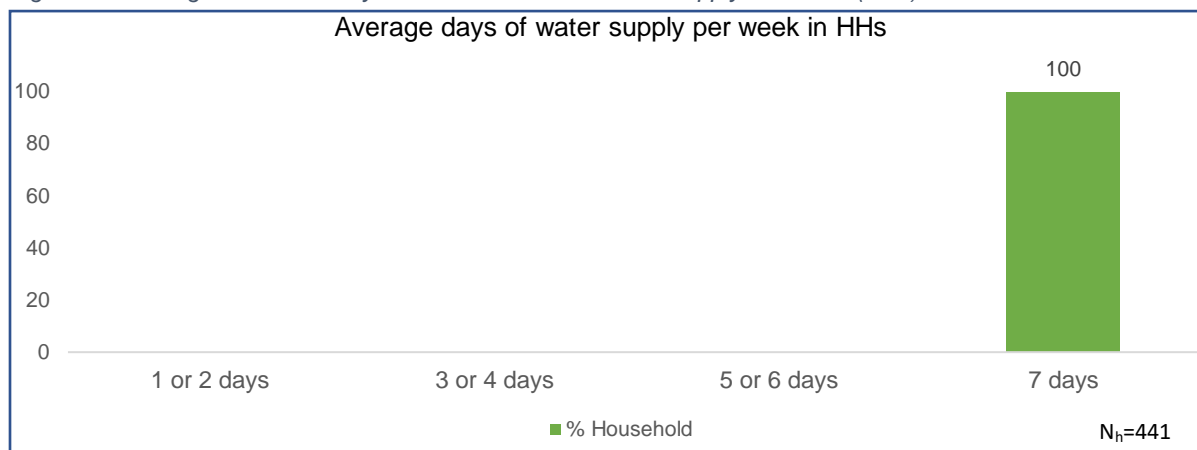 Average days of water supply per week in HHs
100
100
80
60
40
20
0
1 or 2 days
3 or 4 days
5 or 6 days
7 days
% Household
Nₕ=441